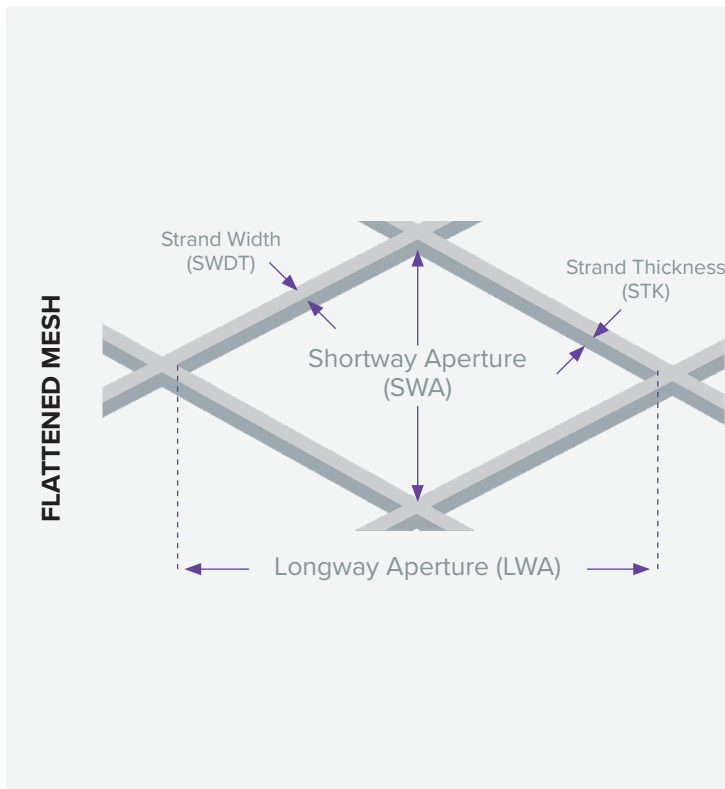 FLATTENED MESH
Strand Width
(SWDT)
Strand Thickness
(STK)
Shortway Aperture
(SWA)
Longway Aperture (LWA)